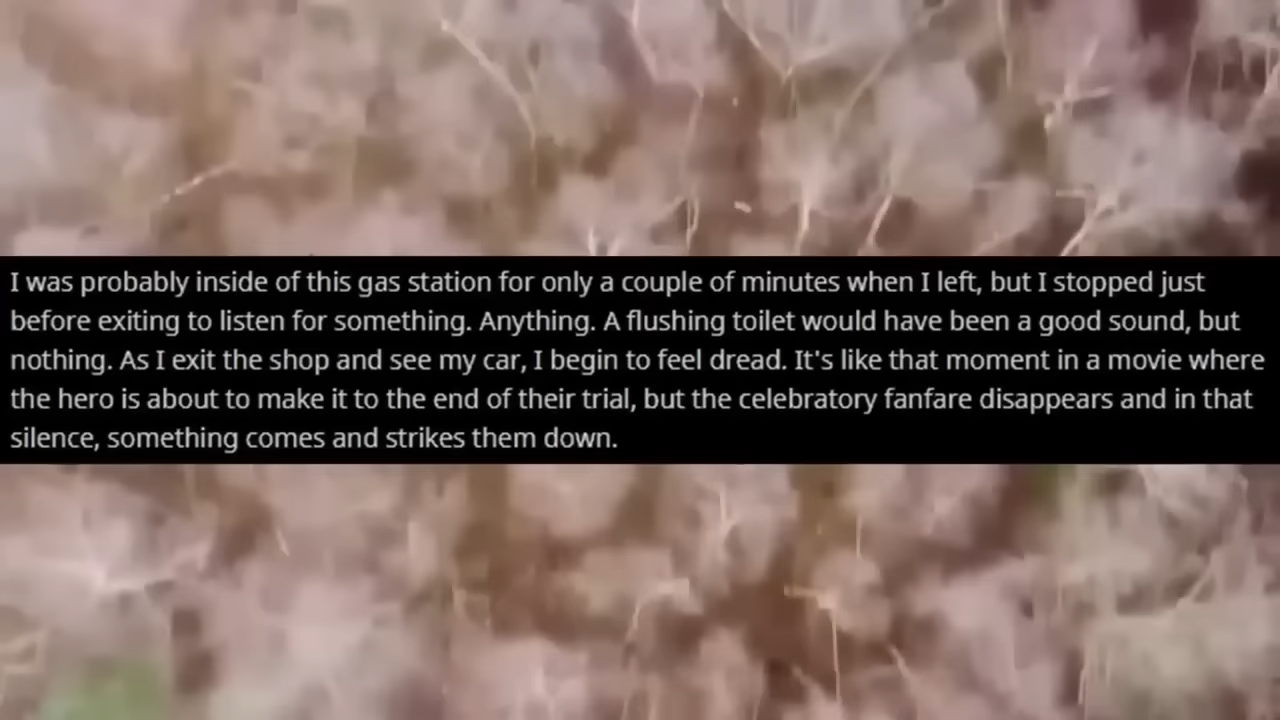 I was probably inside of this gas station for only a couple of minutes when I left, but I stopped just
before exiting to listen for something. Anything. A flushing toilet would have been a good sound, but
nothing. As I exit the shop and see my car, I begin to feel dread. It's like that moment in a movie where
the hero is about to make it to the end of their trial, but the celebratory fanfare disappears and in that
silence, something comes and strikes them down.